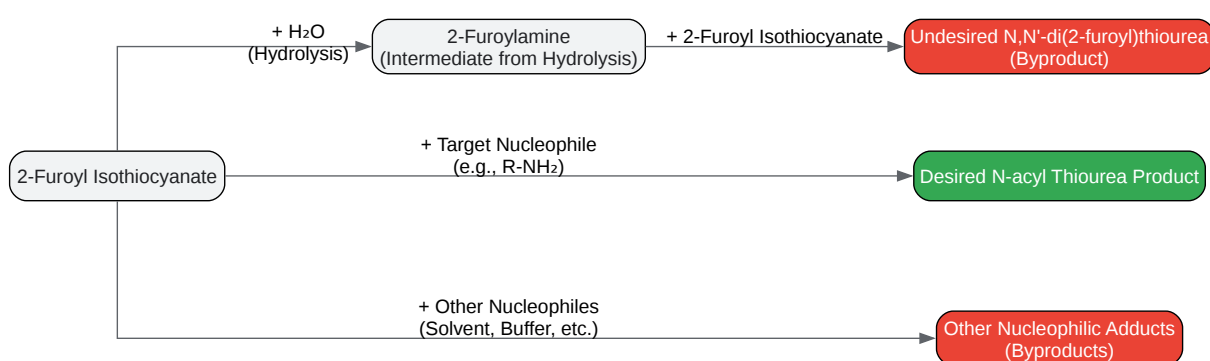 + H₂O
(Hydrolysis)
2-Furoylamine
(Intermediate from Hydrolysis)
+ 2-Furoyl Isothiocyanate
Undesired N,N'-di(2-furoyl)thiourea
(Byproduct)
2-Furoyl Isothiocyanate
+ Target Nucleophile
(e.g., R-NH₂)
Desired N-acyl Thiourea Product
+ Other Nucleophiles
(Solvent, Buffer, etc.)
Other Nucleophilic Adducts
(Byproducts)